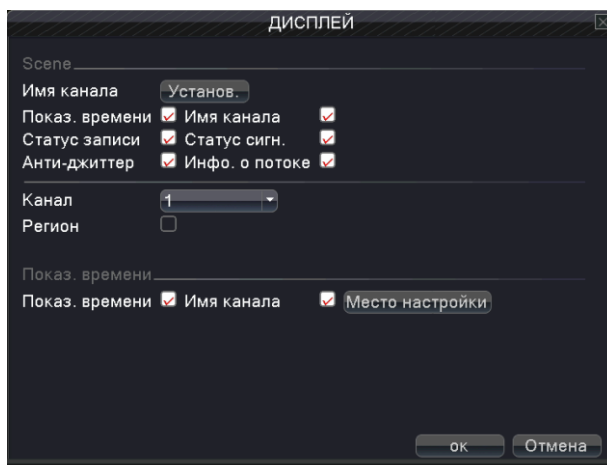 ДИСПЛЕЙ
Scene
Имя канала Установ.
Показ. времени Имя канала
Статус записи Статус сигн.
Анти-джиттер Инфо. о потоке
Канал 1
Регион
Показ. времени
Показ. времени Имя канала Место настройки
ок Отмена